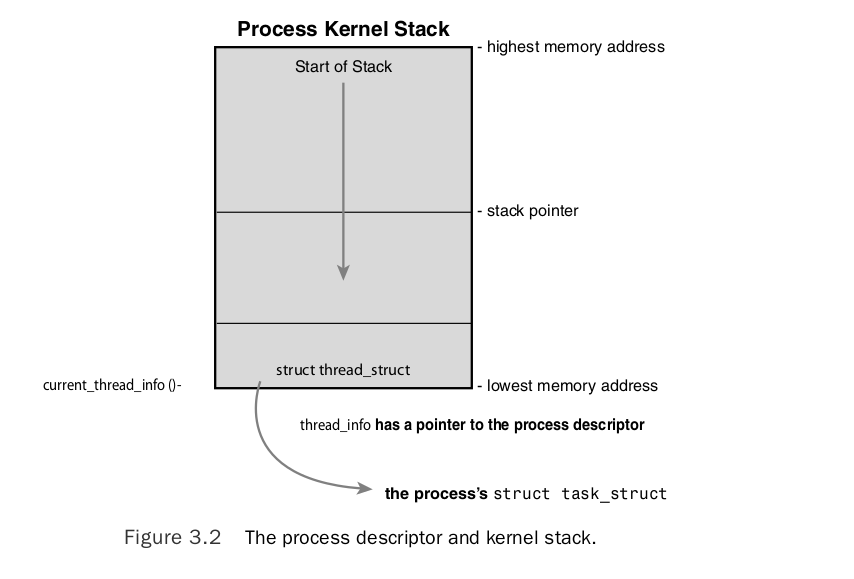 Process Kernel Stack
- highest memory address
Start of Stack
- stack pointer
struct thread_struct
current_thread_info ()-
- lowest memory address
thread_info has a pointer to the process descriptor
the process's struct task_struct
Figure 3.2 The process descriptor and kernel stack.